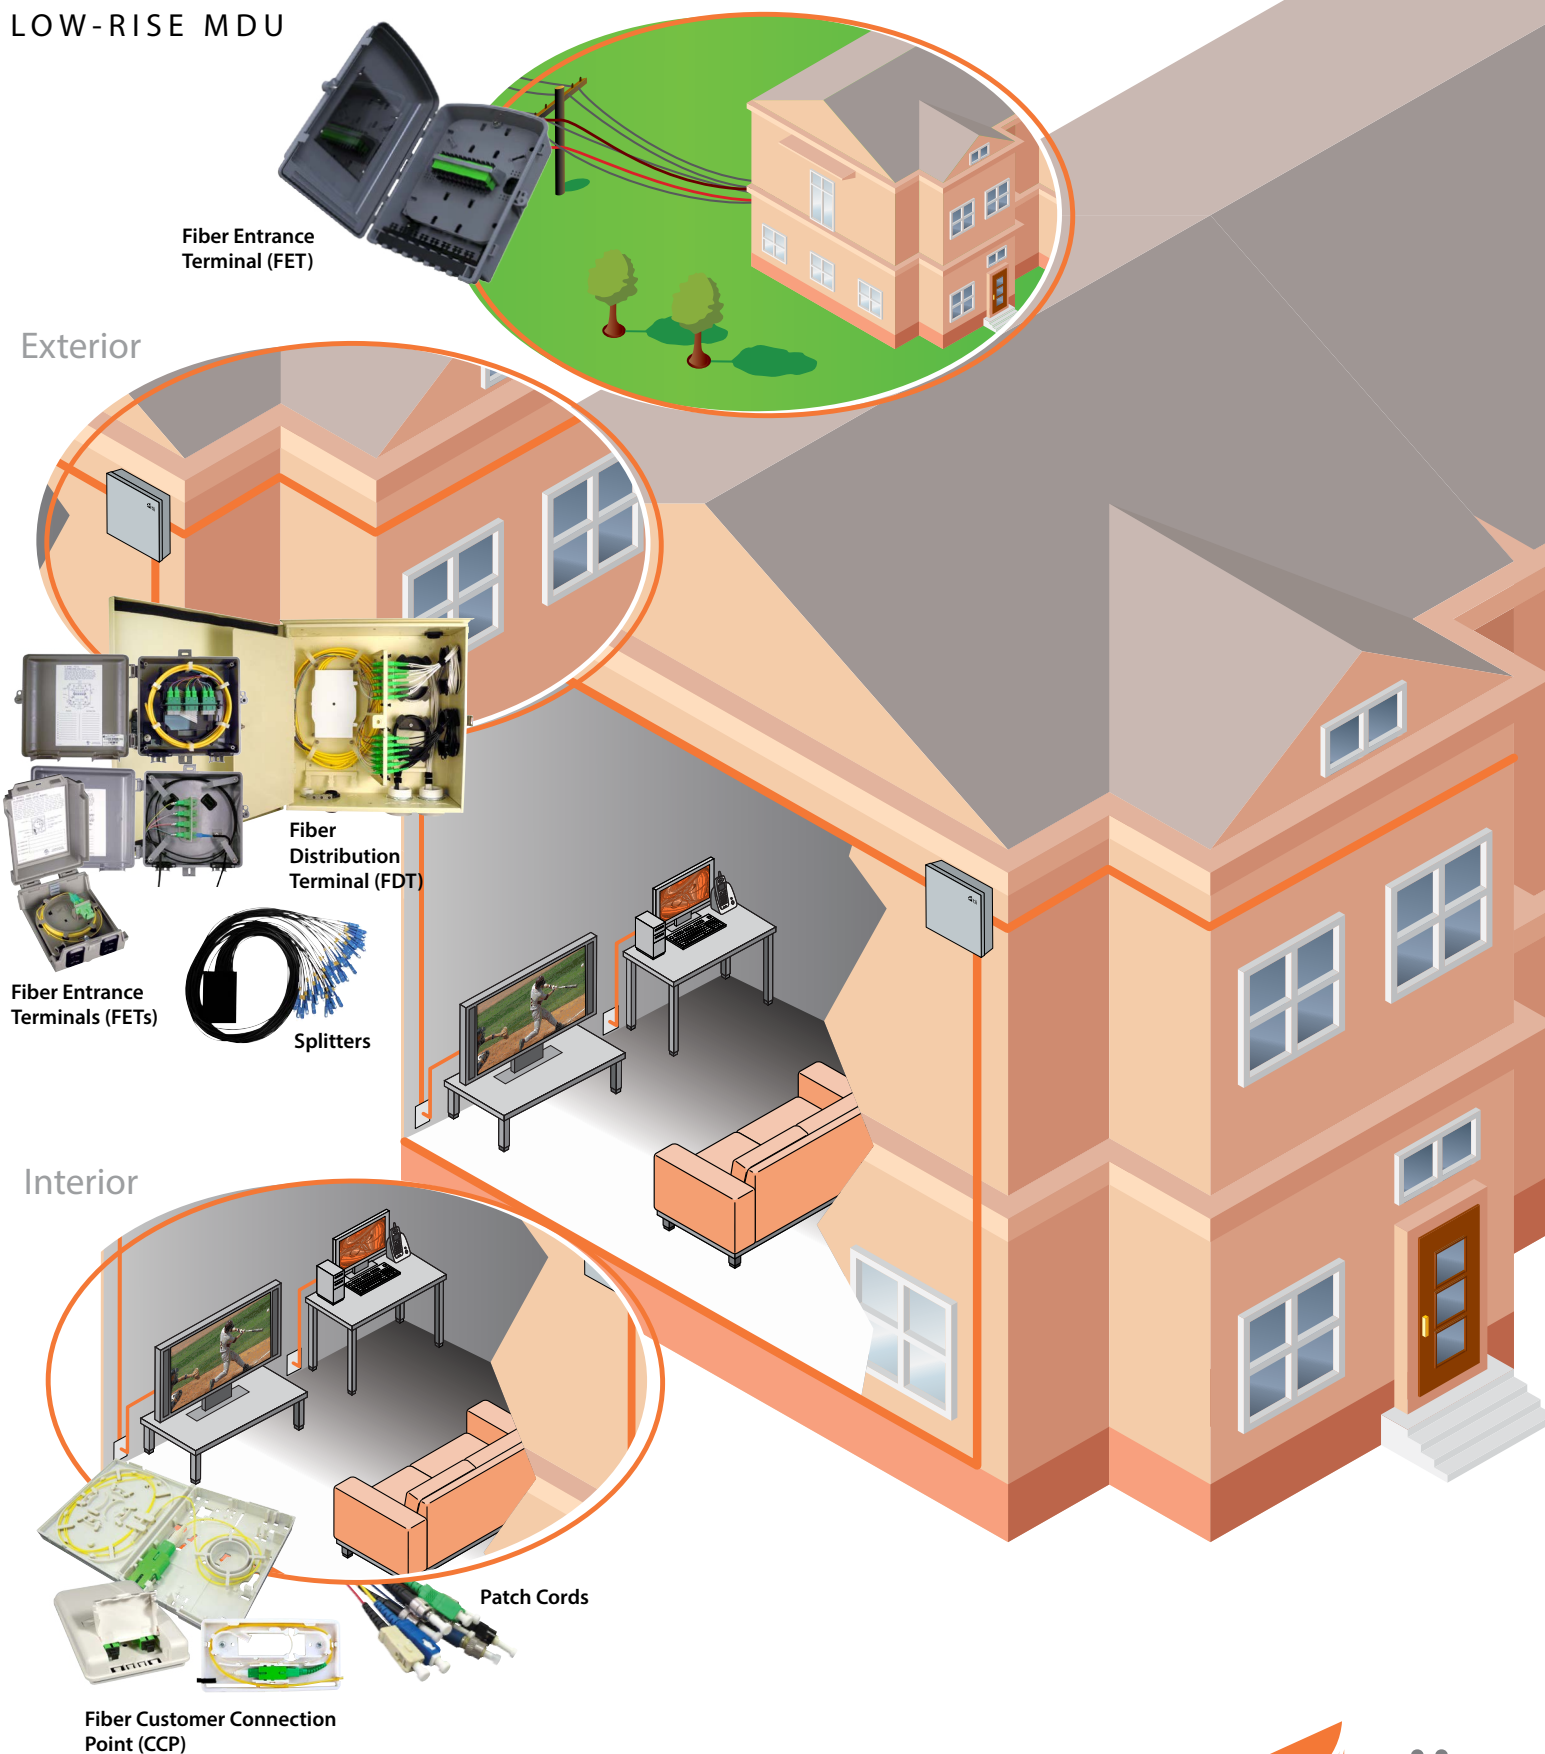 LOW-RISE MDU
Fiber Entrance
Terminal (FET)
Exterior
Fiber
Distribution
Terminal (FDT)
Fiber Entrance
Terminals (FETs)
Splitters
Interior
Patch Cords
Fiber Customer Connection
Point (CCP)